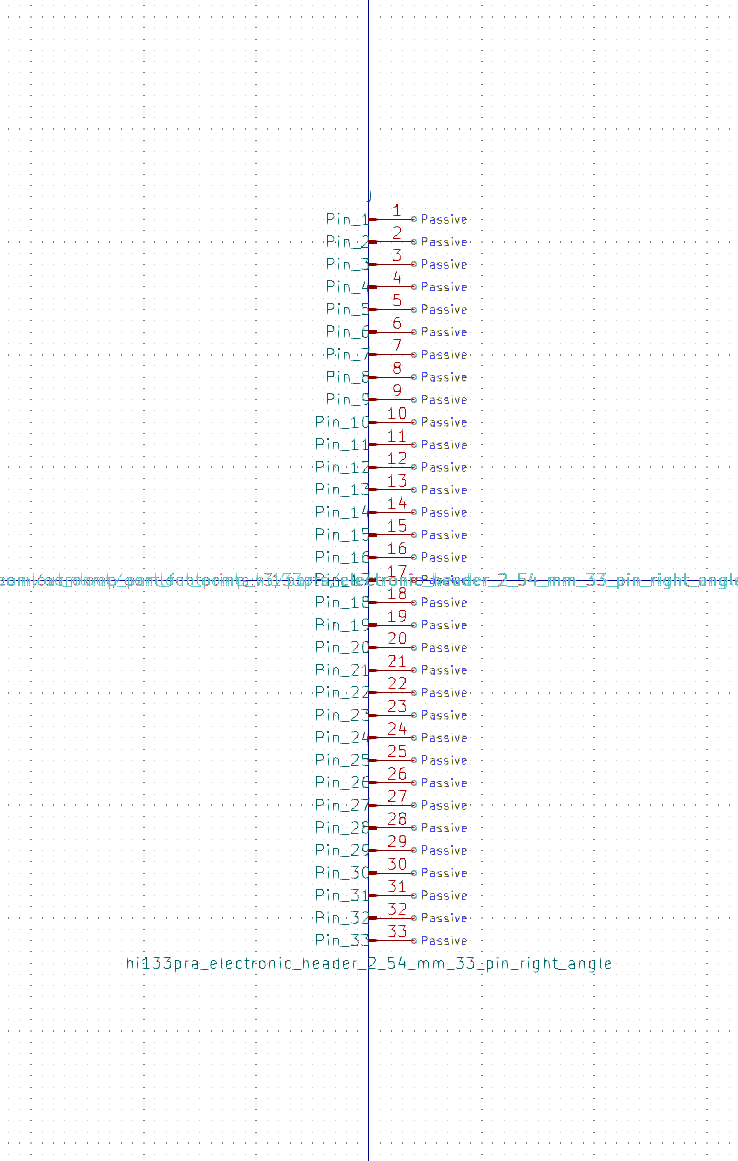 J
Pin_1 1 Passive
Pin_2 2 Passive
Pin_3 3 Passive
Pin_4 4 Passive
Pin_5 5 Passive
Pin_6 6 Passive
Pin_7 7 Passive
Pin_8 8 Passive
Pin_9 9 Passive
Pin_10 10 Passive
Pin_11 11 Passive
Pin_12 12 Passive
Pin_13 13 Passive
Pin_14 14 Passive
Pin_15 15 Passive
Pin_16 16 Passive
17 header_2_54_mm_33_pin_right_angle
Pin_18 18 Passive
Pin_19 19 Passive
Pin_20 20 Passive
Pin_21 21 Passive
Pin_22 22 Passive
Pin_23 23 Passive
Pin_24 24 Passive
Pin_25 25 Passive
Pin_26 26 Passive
Pin_27 27 Passive
Pin_28 28 Passive
Pin_29 29 Passive
Pin_30 30 Passive
Pin_31 31 Passive
Pin_32 32 Passive
Pin_33 33 Passive
hi133pra_electronic_header_2_54_mm_33_pin_right_angle